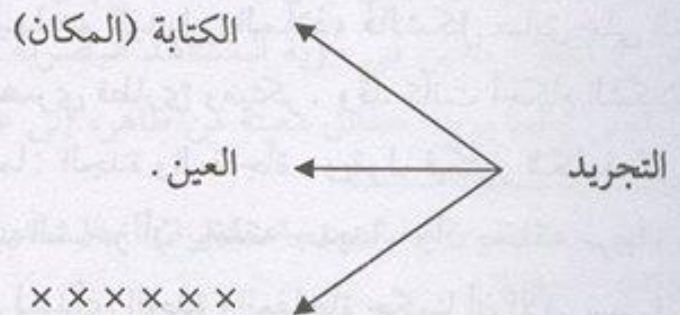 الكتابة (المكان)
التجريد
العين .
× × × × × ×